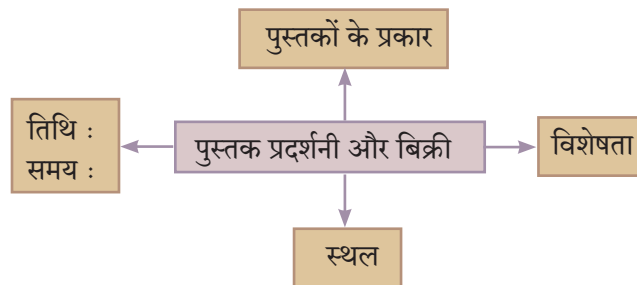 पुस्तकों के प्रकार
तिथि :
समय :
पुस्तक प्रदर्शनी और बिक्री
विशेषता
स्थल